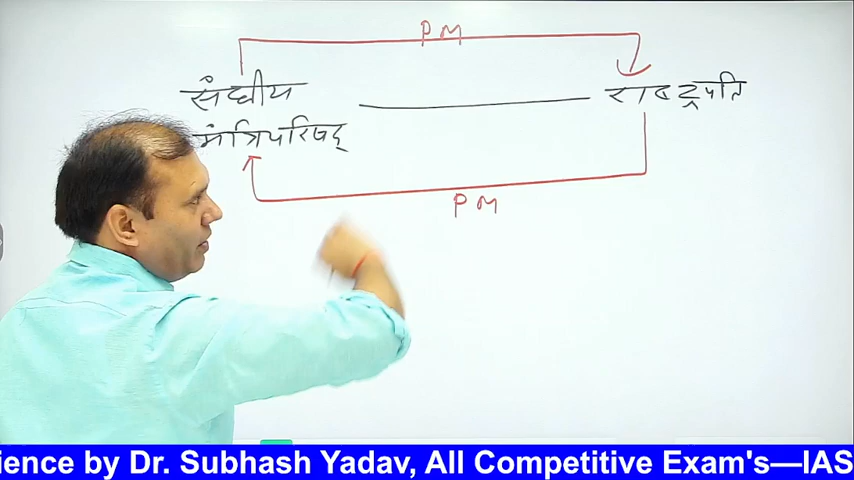 PM
संघीय राष्ट्रपति
मंत्रिपरिषद्
PM
ience by Dr. Subhash Yadav, All Competitive Exam's—IAS